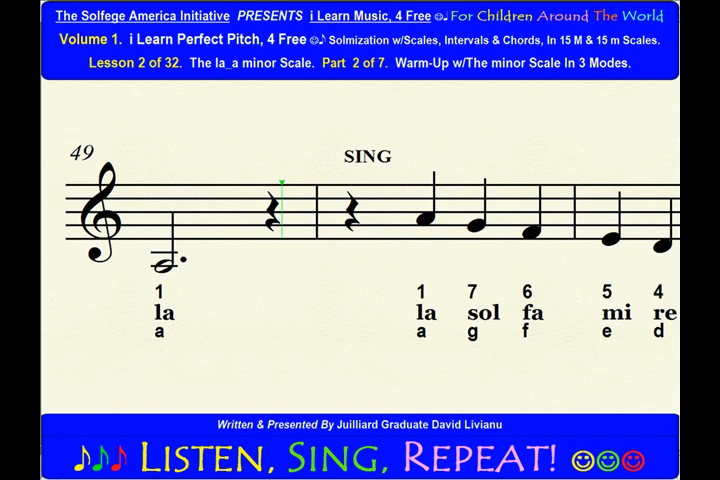 The Solfege America Initiative PRESENTS i Learn Music, 4 Free ☺♪ For Children Around The World
Volume 1. i Learn Perfect Pitch, 4 Free ☺♪ Solmization w/Scales, Intervals & Chords, In 15 M & 15 m Scales.
Lesson 2 of 32. The la_a minor Scale. Part 2 of 7. Warm-Up w/The minor Scale In 3 Modes.
49
SING
1 1 7 6 5 4
la la sol fa mi re
a a g f e d
Written & Presented By Juilliard Graduate David Livianu
♪♪♪ LISTEN, SING, REPEAT! ☺☺☺